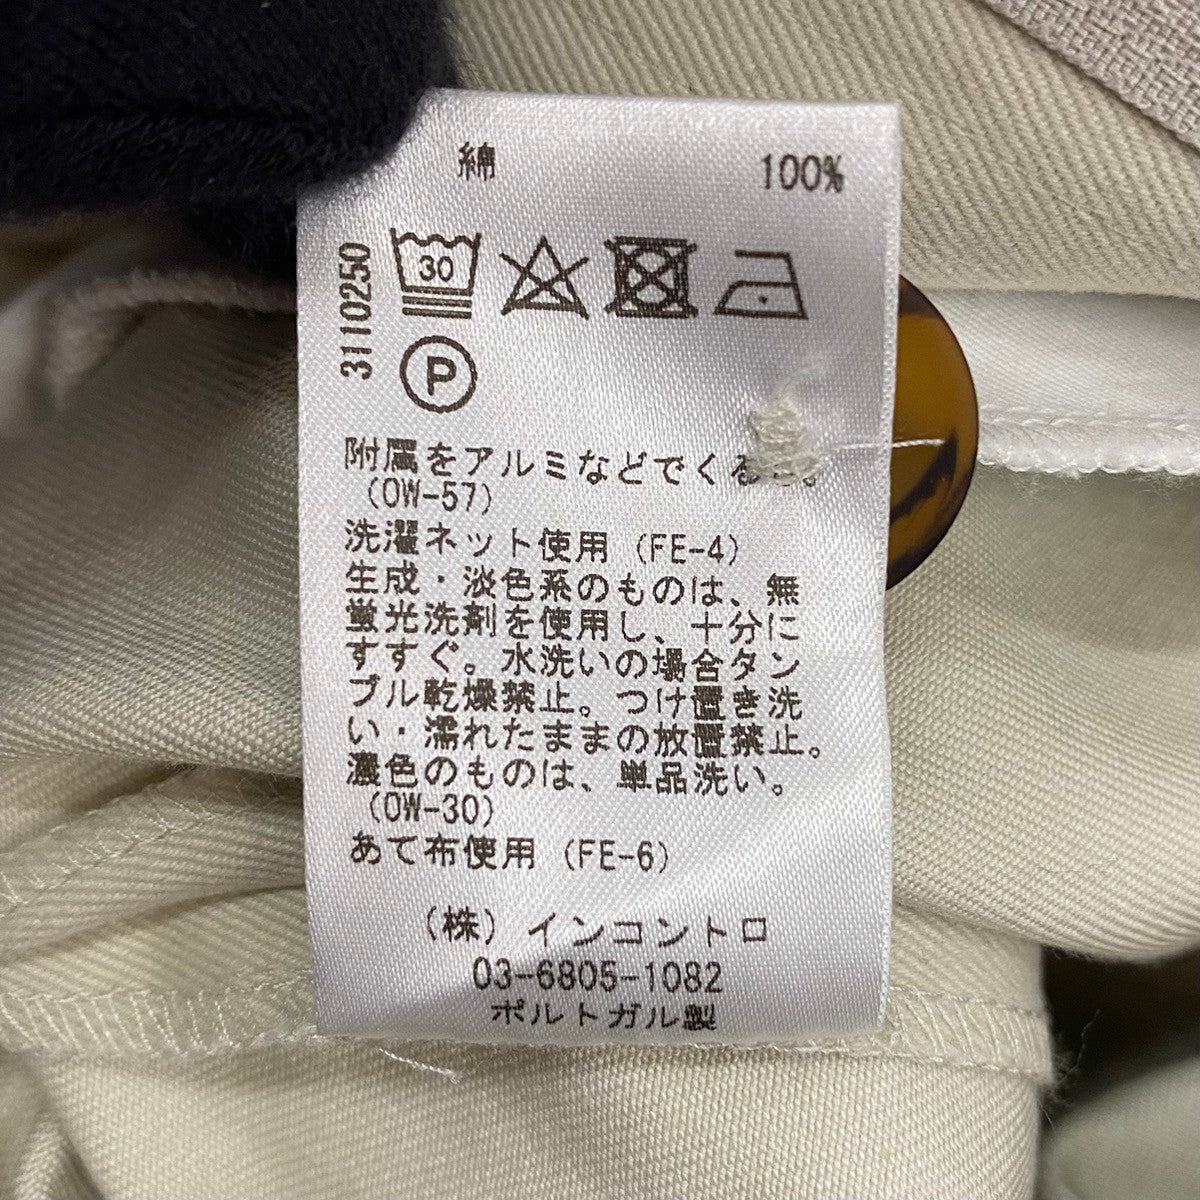 綿 100%
30
P
3110250
附属をアルミなどでくる
(OW-57)
洗濯ネット使用 (FE-4)
生成・淡色系のものは、無
蛍光洗剤を使用し、十分に
すすぐ。水洗いの場合タン
ブル乾燥禁止。つけ置き洗
い・濡れたままの放置禁止。
濃色のものは、単品洗い。
(OW-30)
あて布使用 (FE-6)
(株) インコントロ
03-6805-1082
ポルトガル製